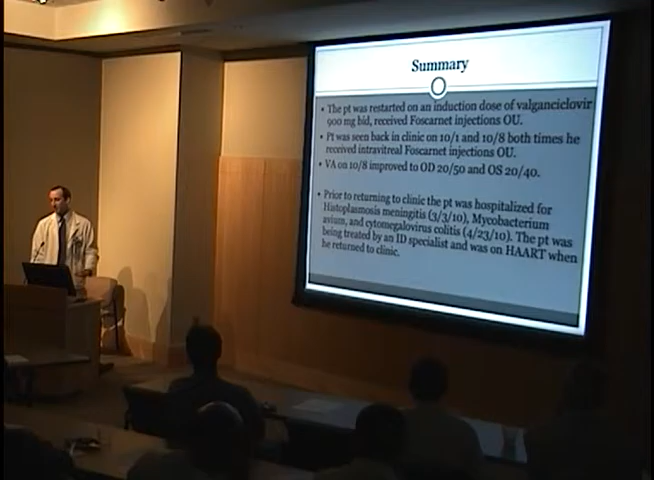 Summary
• The pt was restarted on an induction dose of valganciclovir
900 mg bid, received Foscarnet injections OU.
• Pt was seen back in clinic on 10/1 and 10/8 both times he
received intravitreal Foscarnet injections OU.
• VA on 10/8 improved to OD 20/50 and OS 20/40.
• Prior to returning to clinic the pt was hospitalized for
Histoplasmosis meningitis (3/3/10), Mycobacterium
avium, and cytomegalovirus colitis (4/23/10). The pt was
being treated by an ID specialist and was on HAART when
he returned to clinic.